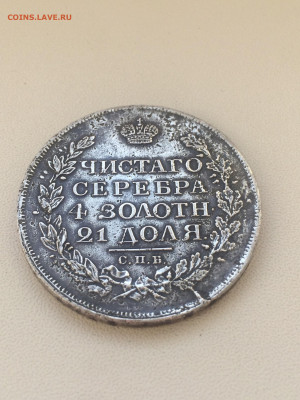 COINS.LAVE.RU
ЧИСТАГО
СЕРЕБРА
4 ЗОЛОТН
21 ДОЛЯ
С.П.Б.